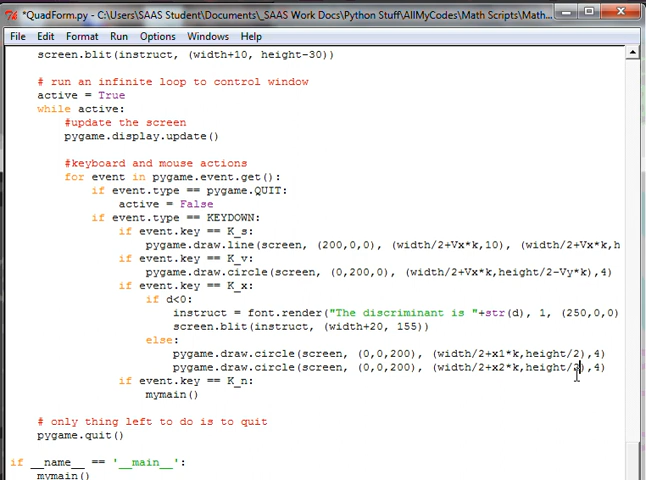 *QuadForm.py - C:\Users\SAAS Student\Documents\_SAAS Work Docs\Python Stuff\AllMyCodes\Math Scripts\Math...
File Edit Format Run Options Windows Help
screen.blit(instruct, (width+10, height-30))
# run an infinite loop to control window
active = True
while active:
#update the screen
pygame.display.update()
#keyboard and mouse actions
for event in pygame.event.get():
if event.type == pygame.QUIT:
active = False
if event.type == KEYDOWN:
if event.key == K_s:
pygame.draw.line(screen, (200,0,0), (width/2+Vx*k,10), (width/2+Vx*k,h
if event.key == K_v:
pygame.draw.circle(screen, (0,200,0), (width/2+Vx*k,height/2-Vy*k),4)
if event.key == K_x:
if d<0:
instruct = font.render("The discriminant is "+str(d), 1, (250,0,0)
screen.blit(instruct, (width+20, 155))
else:
pygame.draw.circle(screen, (0,0,200), (width/2+x1*k,height/2),4)
pygame.draw.circle(screen, (0,0,200), (width/2+x2*k,height/2),4)
if event.key == K_n:
mymain()
# only thing left to do is to quit
pygame.quit()
if __name__ == '__main__':
mymain()